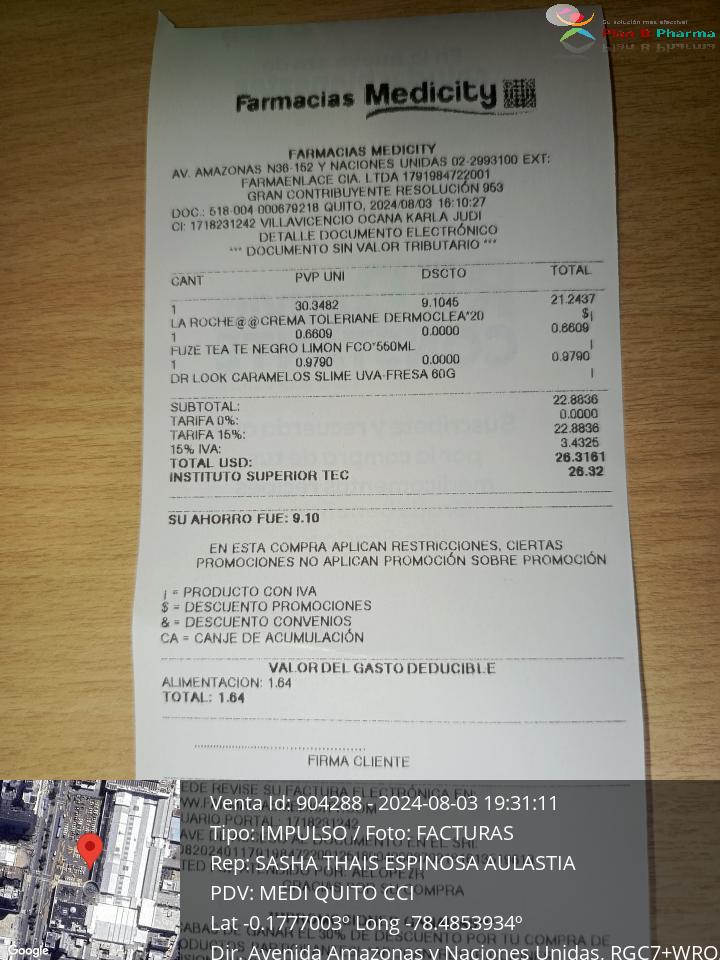 Su solución más efectiva!
Plan B Pharma
Farmacias Medicity
FARMACIAS MEDICITY
AV. AMAZONAS N36-152 Y NACIONES UNIDAS 02-2993100 EXT:
FARMAENLACE CIA. LTDA 1791984722001
GRAN CONTRIBUYENTE RESOLUCIÓN 953
DOC.: 518-004-000679218 QUITO, 2024/08/03 16:10:27
CI: 1718231242 VILLAVICENCIO OCANA KARLA JUDI
DETALLE DOCUMENTO ELECTRÓNICO
*** DOCUMENTO SIN VALOR TRIBUTARIO ***
CANT PVP UNI DSCTO TOTAL
1 30.3482 9.1045 21.2437
LA ROCHE@@CREMA TOLERIANE DERMOCLEA*20 $¡
1 0.6609 0.0000 0.6609
FUZE TEA TE NEGRO LIMON FCO*550ML ¡
1 0.9790 0.0000 0.9790
DR LOOK CARAMELOS SLIME UVA-FRESA 60G ¡
SUBTOTAL: 22.8836
TARIFA 0%: 0.0000
TARIFA 15%: 22.8836
15% IVA: 3.4325
TOTAL USD: 26.3161
INSTITUTO SUPERIOR TEC 26.32
SU AHORRO FUE: 9.10
EN ESTA COMPRA APLICAN RESTRICCIONES, CIERTAS
PROMOCIONES NO APLICAN PROMOCIÓN SOBRE PROMOCIÓN
¡ = PRODUCTO CON IVA
$ = DESCUENTO PROMOCIONES
& = DESCUENTO CONVENIOS
CA = CANJE DE ACUMULACIÓN
VALOR DEL GASTO DEDUCIBLE
ALIMENTACION: 1.64
TOTAL: 1.64
FIRMA CLIENTE
Venta Id: 904288 - 2024-08-03 19:31:11
Tipo: IMPULSO / Foto: FACTURAS
Rep: SASHA THAIS ESPINOSA AULASTIA
PDV: MEDI QUITO CCI
Lat -0.1777003º Long -78.4853934º
Dir. Avenida Amazonas y Naciones Unidas, RGC7+WRQ
Google